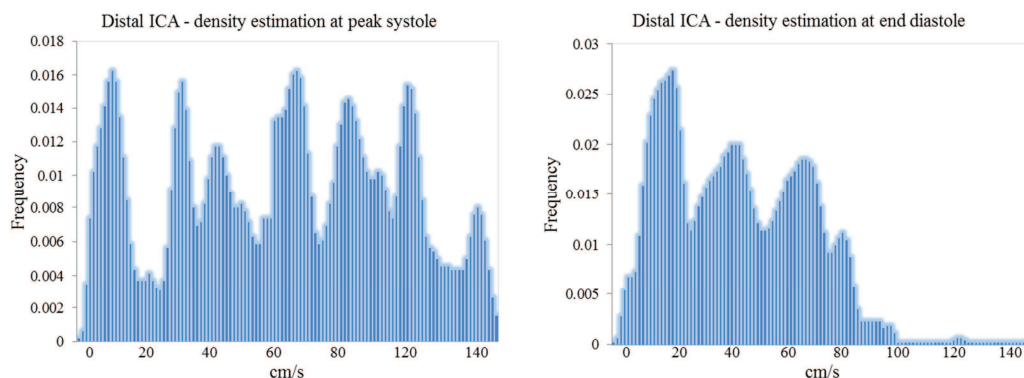 Distal ICA - density estimation at peak systole
0.018
0.016
0.014
0.012
0.01
0.008
0.006
0.004
0.002
0
Frequency
0 20 40 60 80 100 120 140
cm/s
Distal ICA - density estimation at end diastole
0.03
0.025
0.02
0.015
0.01
0.005
0
Frequency
0 20 40 60 80 100 120 140
cm/s